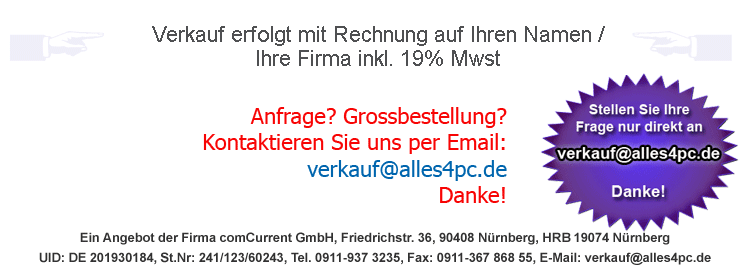 Verkauf erfolgt mit Rechnung auf Ihren Namen /
Ihre Firma inkl. 19% Mwst
Anfrage? Grossbestellung?
Kontaktieren Sie uns per Email:
verkauf@alles4pc.de
Danke!
Stellen Sie Ihre
Frage nur direkt an
verkauf@alles4pc.de
Danke!
Ein Angebot der Firma comCurrent GmbH, Friedrichstr. 36, 90408 Nürnberg, HRB 19074 Nürnberg
UID: DE 201930184, St.Nr: 241/123/60243, Tel. 0911-937 3235, Fax: 0911-367 868 55, E-Mail: verkauf@alles4pc.de